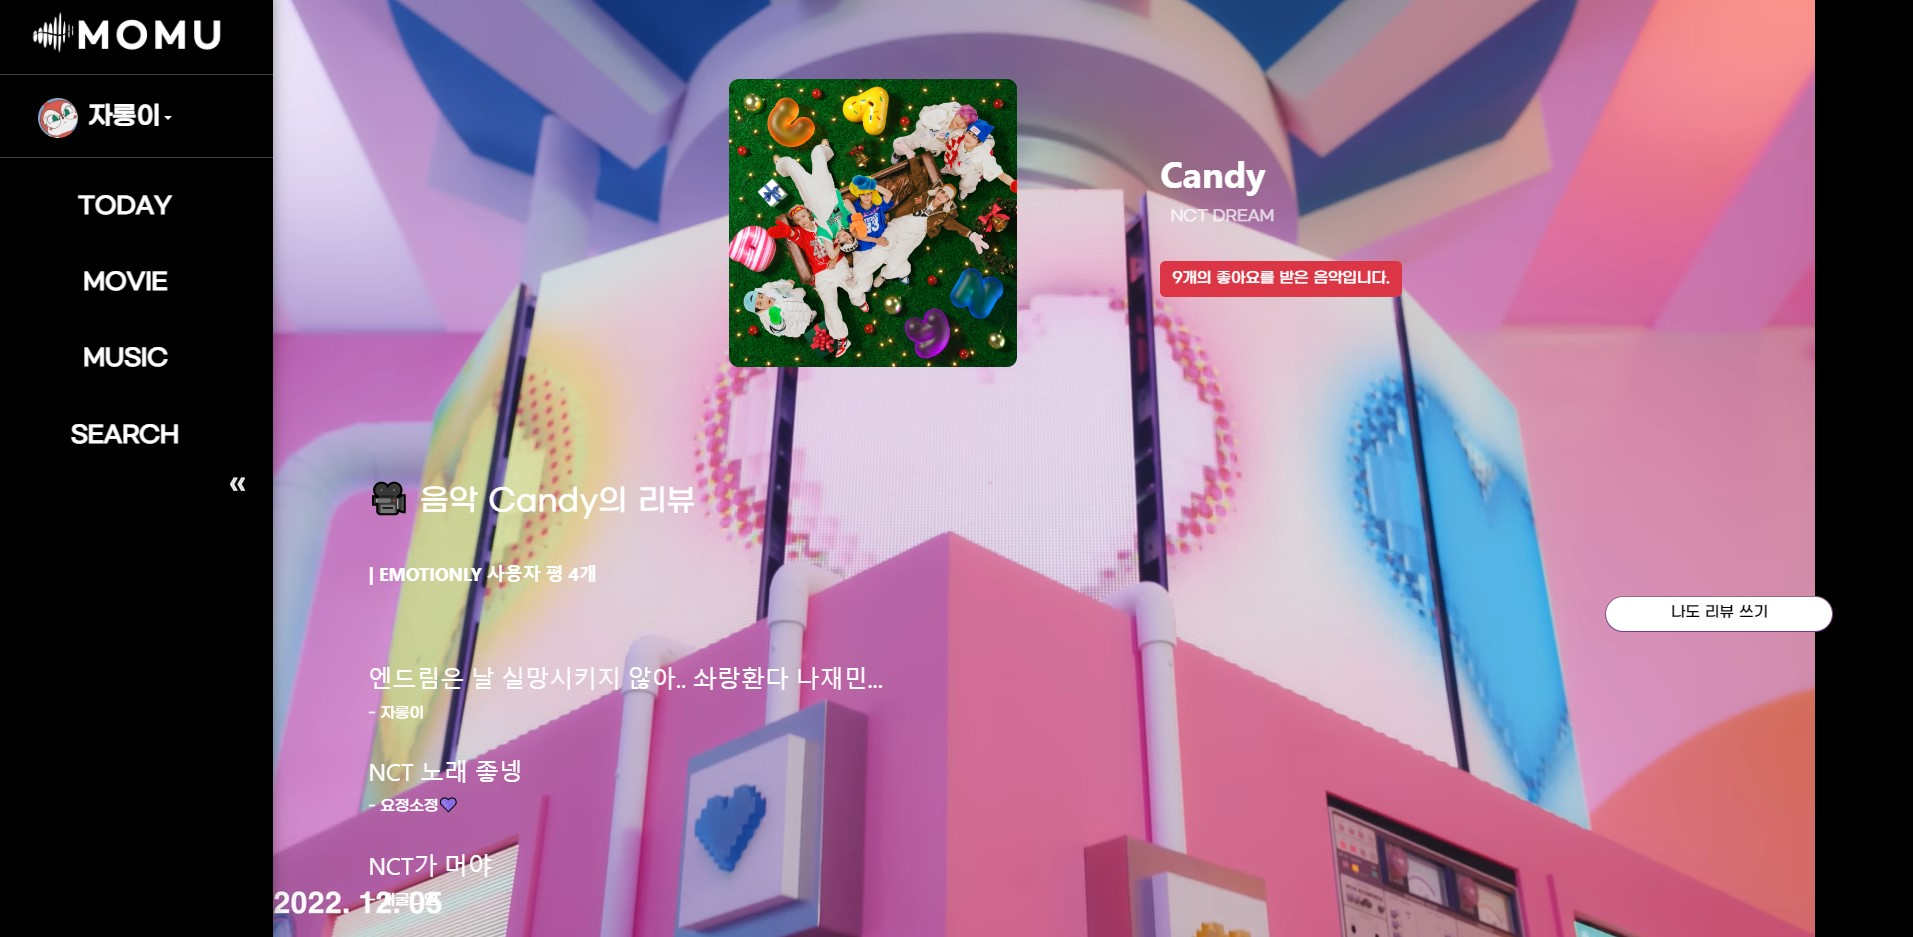 MOMU
자롱이
TODAY
MOVIE
MUSIC
SEARCH
«
Candy
NCT DREAM
9개의 좋아요를 받은 음악입니다.
음악 Candy의 리뷰
| EMOTIONLY 사용자 평 4개
나도 리뷰 쓰기
엔드림은 날 실망시키지 않아.. 솨랑환다 나재민...
- 자롱이
NCT 노래 좋넹
- 요정소정💜
NCT가 머야
2022. 12. 05